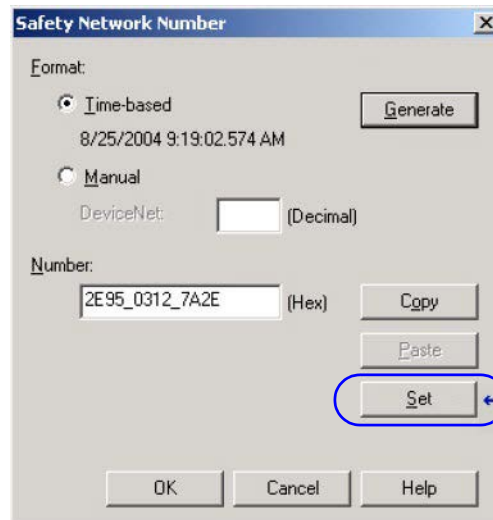 Safety Network Number
Format:
Time-based
Generate
8/25/2004 9:19:02.574 AM
Manual
DeviceNet: (Decimal)
Number:
2E95_0312_7A2E (Hex) Copy
Paste
Set
OK Cancel Help